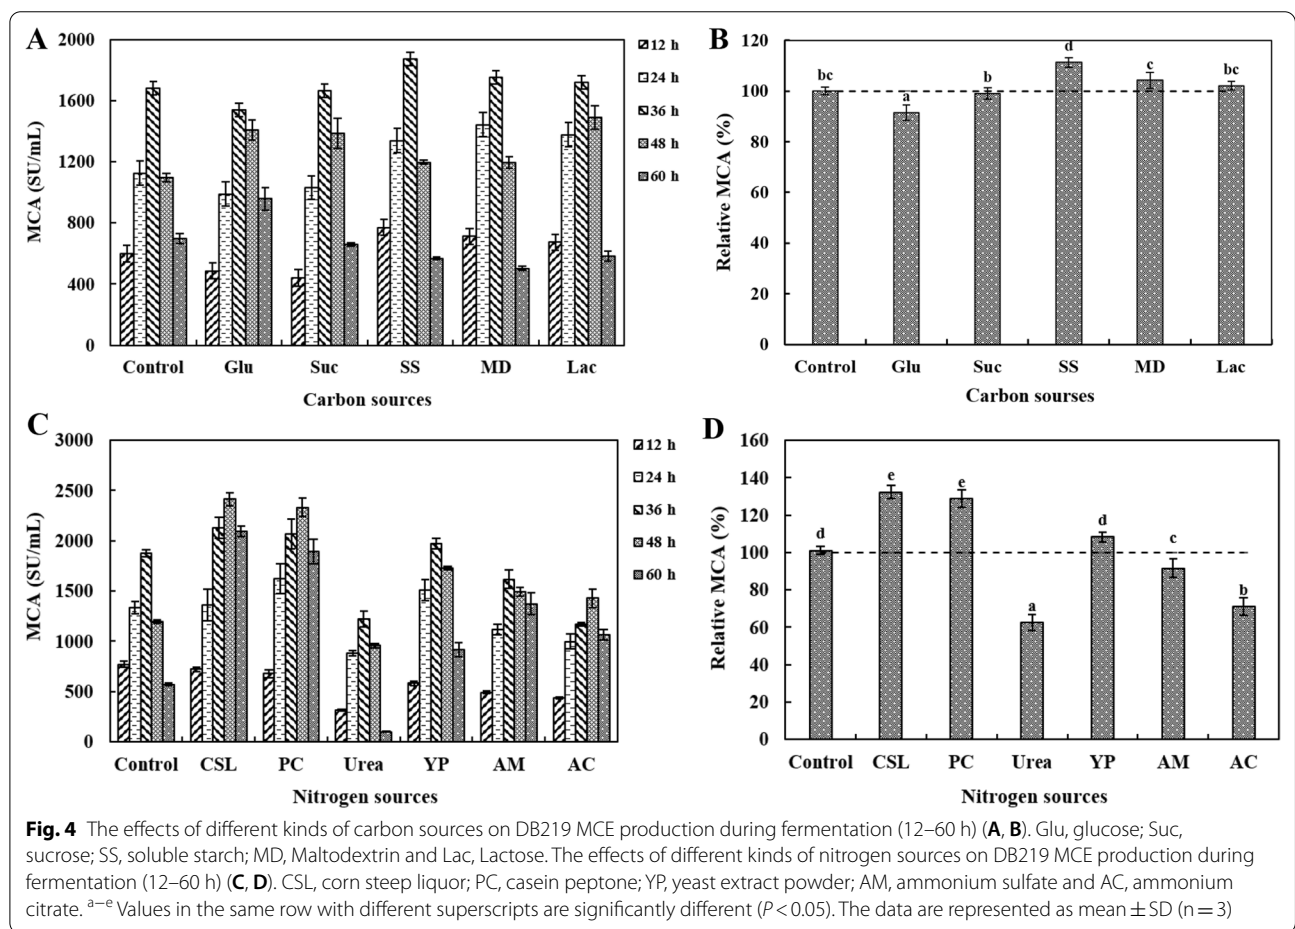 A
2000
1600
1200
800
400
0
MCA (SU/mL)
12 h
24 h
36 h
48 h
60 h
Control Glu Suc SS MD Lac
Carbon sources
B
120
100
80
60
40
20
0
Relative MCA (%)
bc a b d c bc
Control Glu Suc SS MD Lac
Carbon sourses
C
3000
2500
2000
1500
1000
500
0
MCA (SU/mL)
12 h
24 h
36 h
48 h
60 h
Control CSL PC Urea YP AM AC
Nitrogen sources
D
160
140
120
100
80
60
40
20
0
Relative MCA (%)
d e e a d c b
Control CSL PC Urea YP AM AC
Nitrogen sources
Fig. 4 The effects of different kinds of carbon sources on DB219 MCE production during fermentation (12–60 h) (A, B). Glu, glucose; Suc,
sucrose; SS, soluble starch; MD, Maltodextrin and Lac, Lactose. The effects of different kinds of nitrogen sources on DB219 MCE production during
fermentation (12–60 h) (C, D). CSL, corn steep liquor; PC, casein peptone; YP, yeast extract powder; AM, ammonium sulfate and AC, ammonium
citrate. a–e Values in the same row with different superscripts are significantly different (P < 0.05). The data are represented as mean ± SD (n = 3)